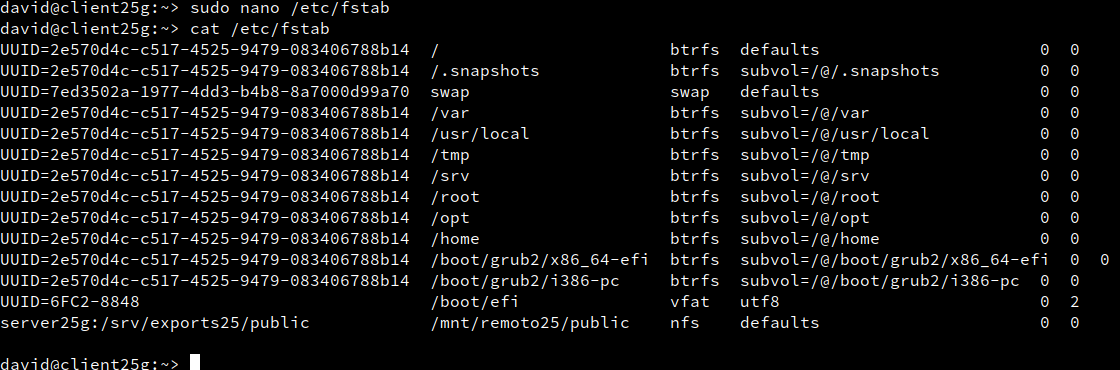 david@client25g:~> sudo nano /etc/fstab
david@client25g:~> cat /etc/fstab
UUID=2e570d4c-c517-4525-9479-083406788b14  /                       btrfs  defaults                      0  0
UUID=2e570d4c-c517-4525-9479-083406788b14  /.snapshots             btrfs  subvol=/@/.snapshots          0  0
UUID=7ed3502a-1977-4dd3-b4b8-8a7000d99a70  swap                    swap   defaults                      0  0
UUID=2e570d4c-c517-4525-9479-083406788b14  /var                    btrfs  subvol=/@/var                 0  0
UUID=2e570d4c-c517-4525-9479-083406788b14  /usr/local              btrfs  subvol=/@/usr/local           0  0
UUID=2e570d4c-c517-4525-9479-083406788b14  /tmp                    btrfs  subvol=/@/tmp                 0  0
UUID=2e570d4c-c517-4525-9479-083406788b14  /srv                    btrfs  subvol=/@/srv                 0  0
UUID=2e570d4c-c517-4525-9479-083406788b14  /root                   btrfs  subvol=/@/root                0  0
UUID=2e570d4c-c517-4525-9479-083406788b14  /opt                    btrfs  subvol=/@/opt                 0  0
UUID=2e570d4c-c517-4525-9479-083406788b14  /home                   btrfs  subvol=/@/home                0  0
UUID=2e570d4c-c517-4525-9479-083406788b14  /boot/grub2/x86_64-efi  btrfs  subvol=/@/boot/grub2/x86_64-efi  0  0
UUID=2e570d4c-c517-4525-9479-083406788b14  /boot/grub2/i386-pc     btrfs  subvol=/@/boot/grub2/i386-pc  0  0
UUID=6FC2-8848                             /boot/efi               vfat   utf8                          0  2
server25g:/srv/exports25/public            /mnt/remoto25/public    nfs    defaults                      0  0
david@client25g:~>